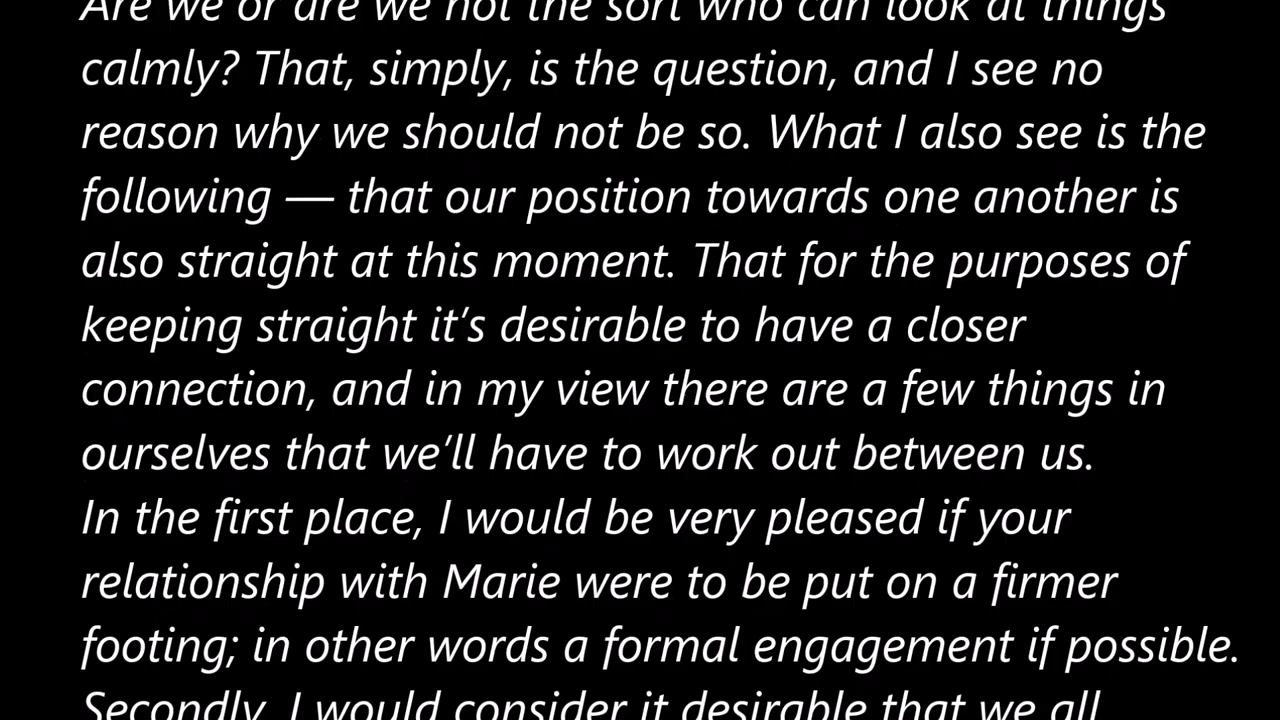 Are we or are we not the sort who can look at things
calmly? That, simply, is the question, and I see no
reason why we should not be so. What I also see is the
following — that our position towards one another is
also straight at this moment. That for the purposes of
keeping straight it’s desirable to have a closer
connection, and in my view there are a few things in
ourselves that we’ll have to work out between us.
In the first place, I would be very pleased if your
relationship with Marie were to be put on a firmer
footing; in other words a formal engagement if possible.
Secondly, I would consider it desirable that we all